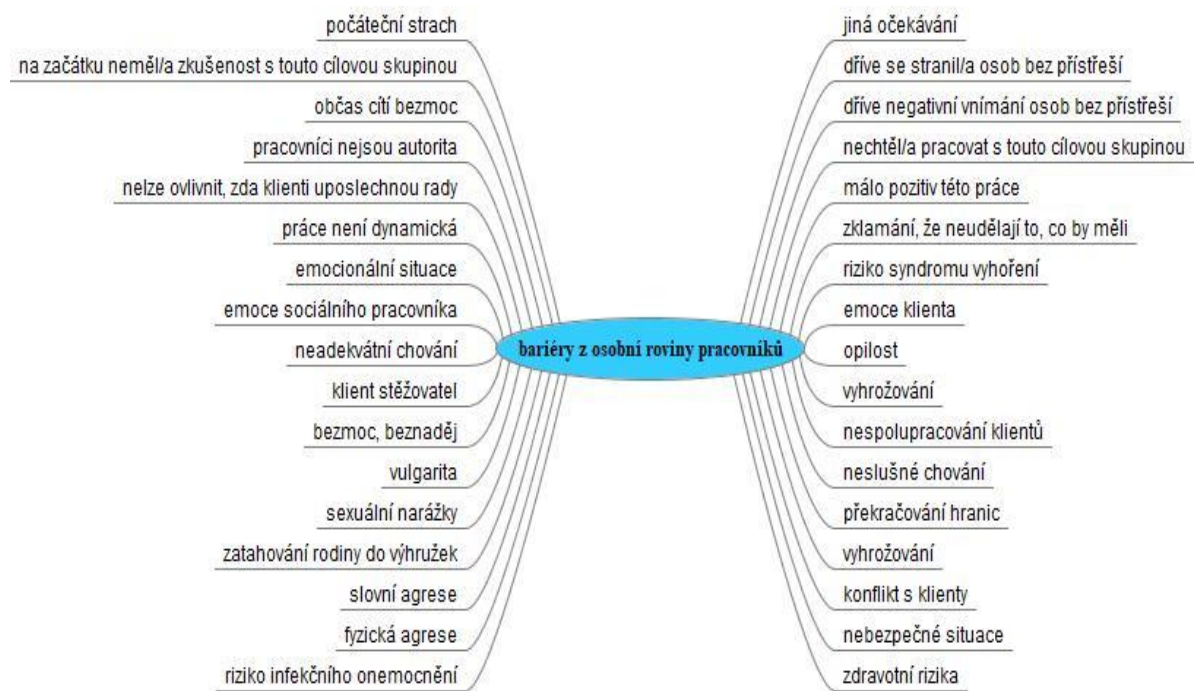 počáteční strach
na začátku neměl/a zkušenost s touto cílovou skupinou
občas cítí bezmoc
pracovníci nejsou autorita
nelze ovlivnit, zda klienti uposlechnou rady
práce není dynamická
emocionální situace
emoce sociálního pracovníka
neadekvátní chování
klient stěžovatel
bezmoc, beznaděj
vulgarita
sexuální narážky
zatahování rodiny do výhružek
slovní agrese
fyzická agrese
riziko infekčního onemocnění
bariéry z osobní roviny pracovníků
jiná očekávání
dříve se stranil/a osob bez přístřeší
dříve negativní vnímání osob bez přístřeší
nechtěl/a pracovat s touto cílovou skupinou
málo pozitiv této práce
zklamání, že neudělají to, co by měli
riziko syndromu vyhoření
emoce klienta
opilost
vyhrožování
nespolupracování klientů
neslušné chování
překračování hranic
vyhrožování
konflikt s klienty
nebezpečné situace
zdravotní rizika